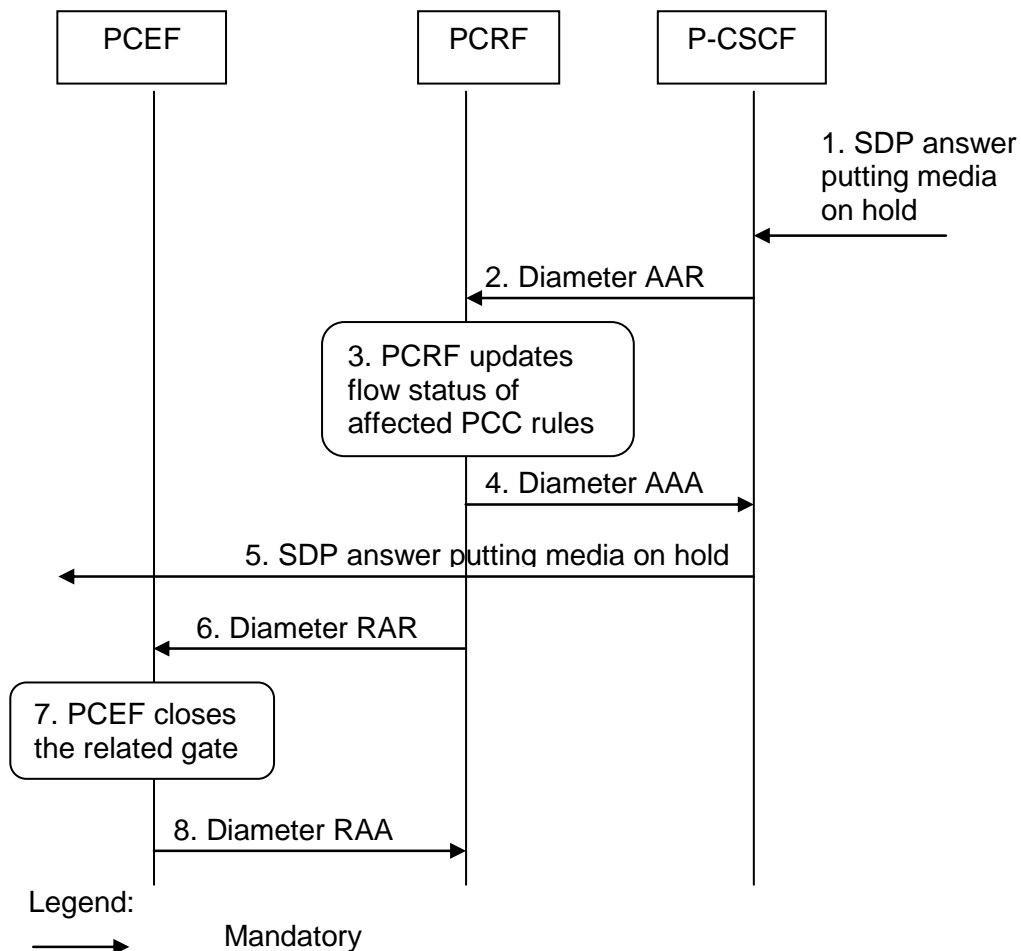 PCEF
PCRF
P-CSCF
1. SDP answer
putting media
on hold
2. Diameter AAR
3. PCRF updates
flow status of
affected PCC rules
4. Diameter AAA
5. SDP answer putting media on hold
6. Diameter RAR
7. PCEF closes
the related gate
8. Diameter RAA
Legend:
Mandatory